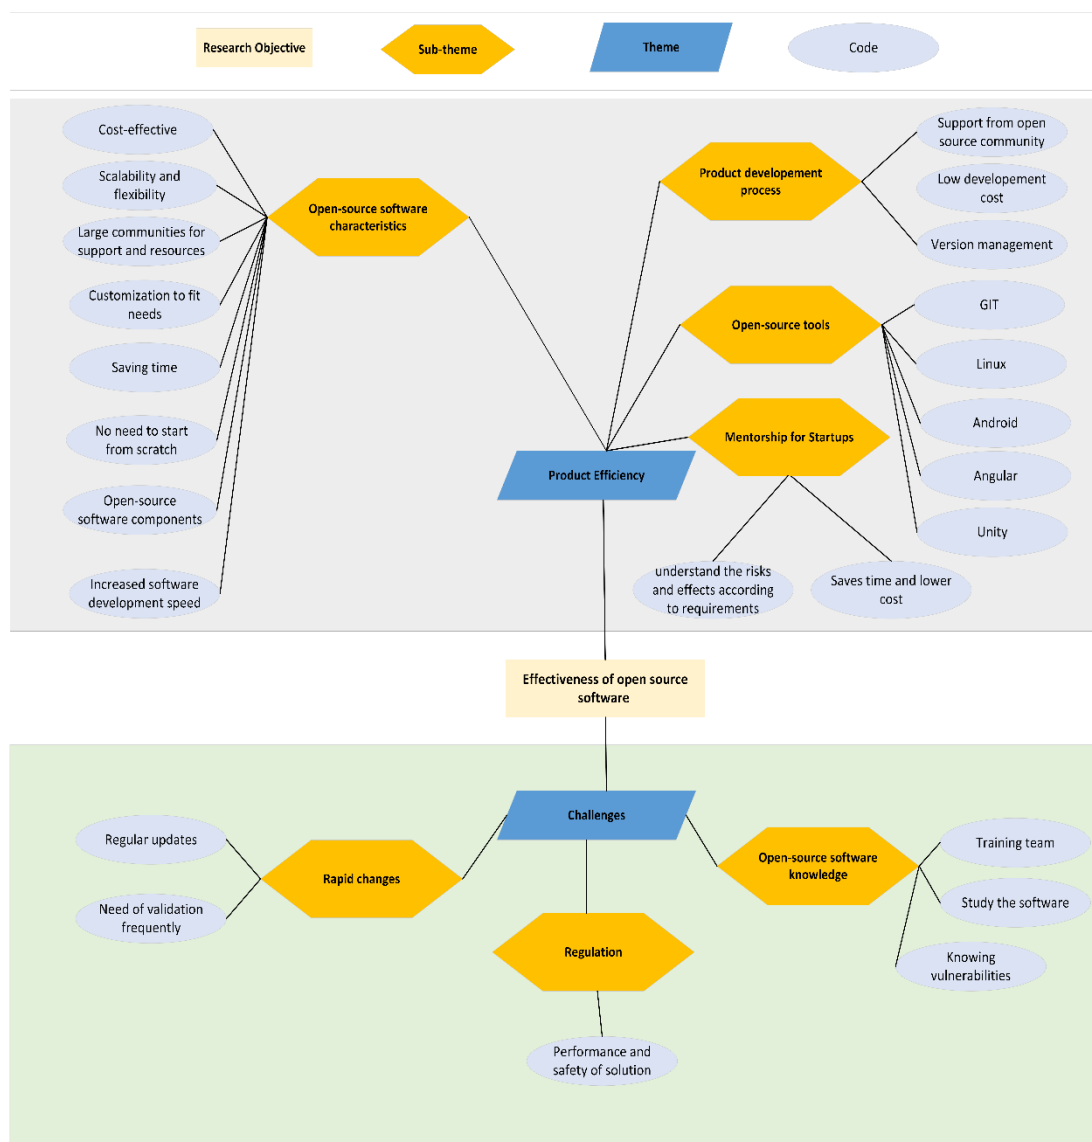 Research Objective
Sub-theme
Theme
Code
Cost-effective
Scalability and
flexibility
Large communities for
support and resources
Customization to fit
needs
Saving time
No need to start
from scratch
Open-source
software components
Increased software
development speed
Open-source software
characteristics
Product developement
process
Support from open
source community
Low developement
cost
Version management
Open-source tools
GIT
Linux
Android
Angular
Unity
Mentorship for Startups
understand the risks
and effects according
to requirements
Saves time and lower
cost
Product Efficiency
Effectiveness of open source
software
Challenges
Regular updates
Need of validation
frequently
Rapid changes
Regulation
Performance and
safety of solution
Open-source software
knowledge
Training team
Study the software
Knowing
vulnerabilities